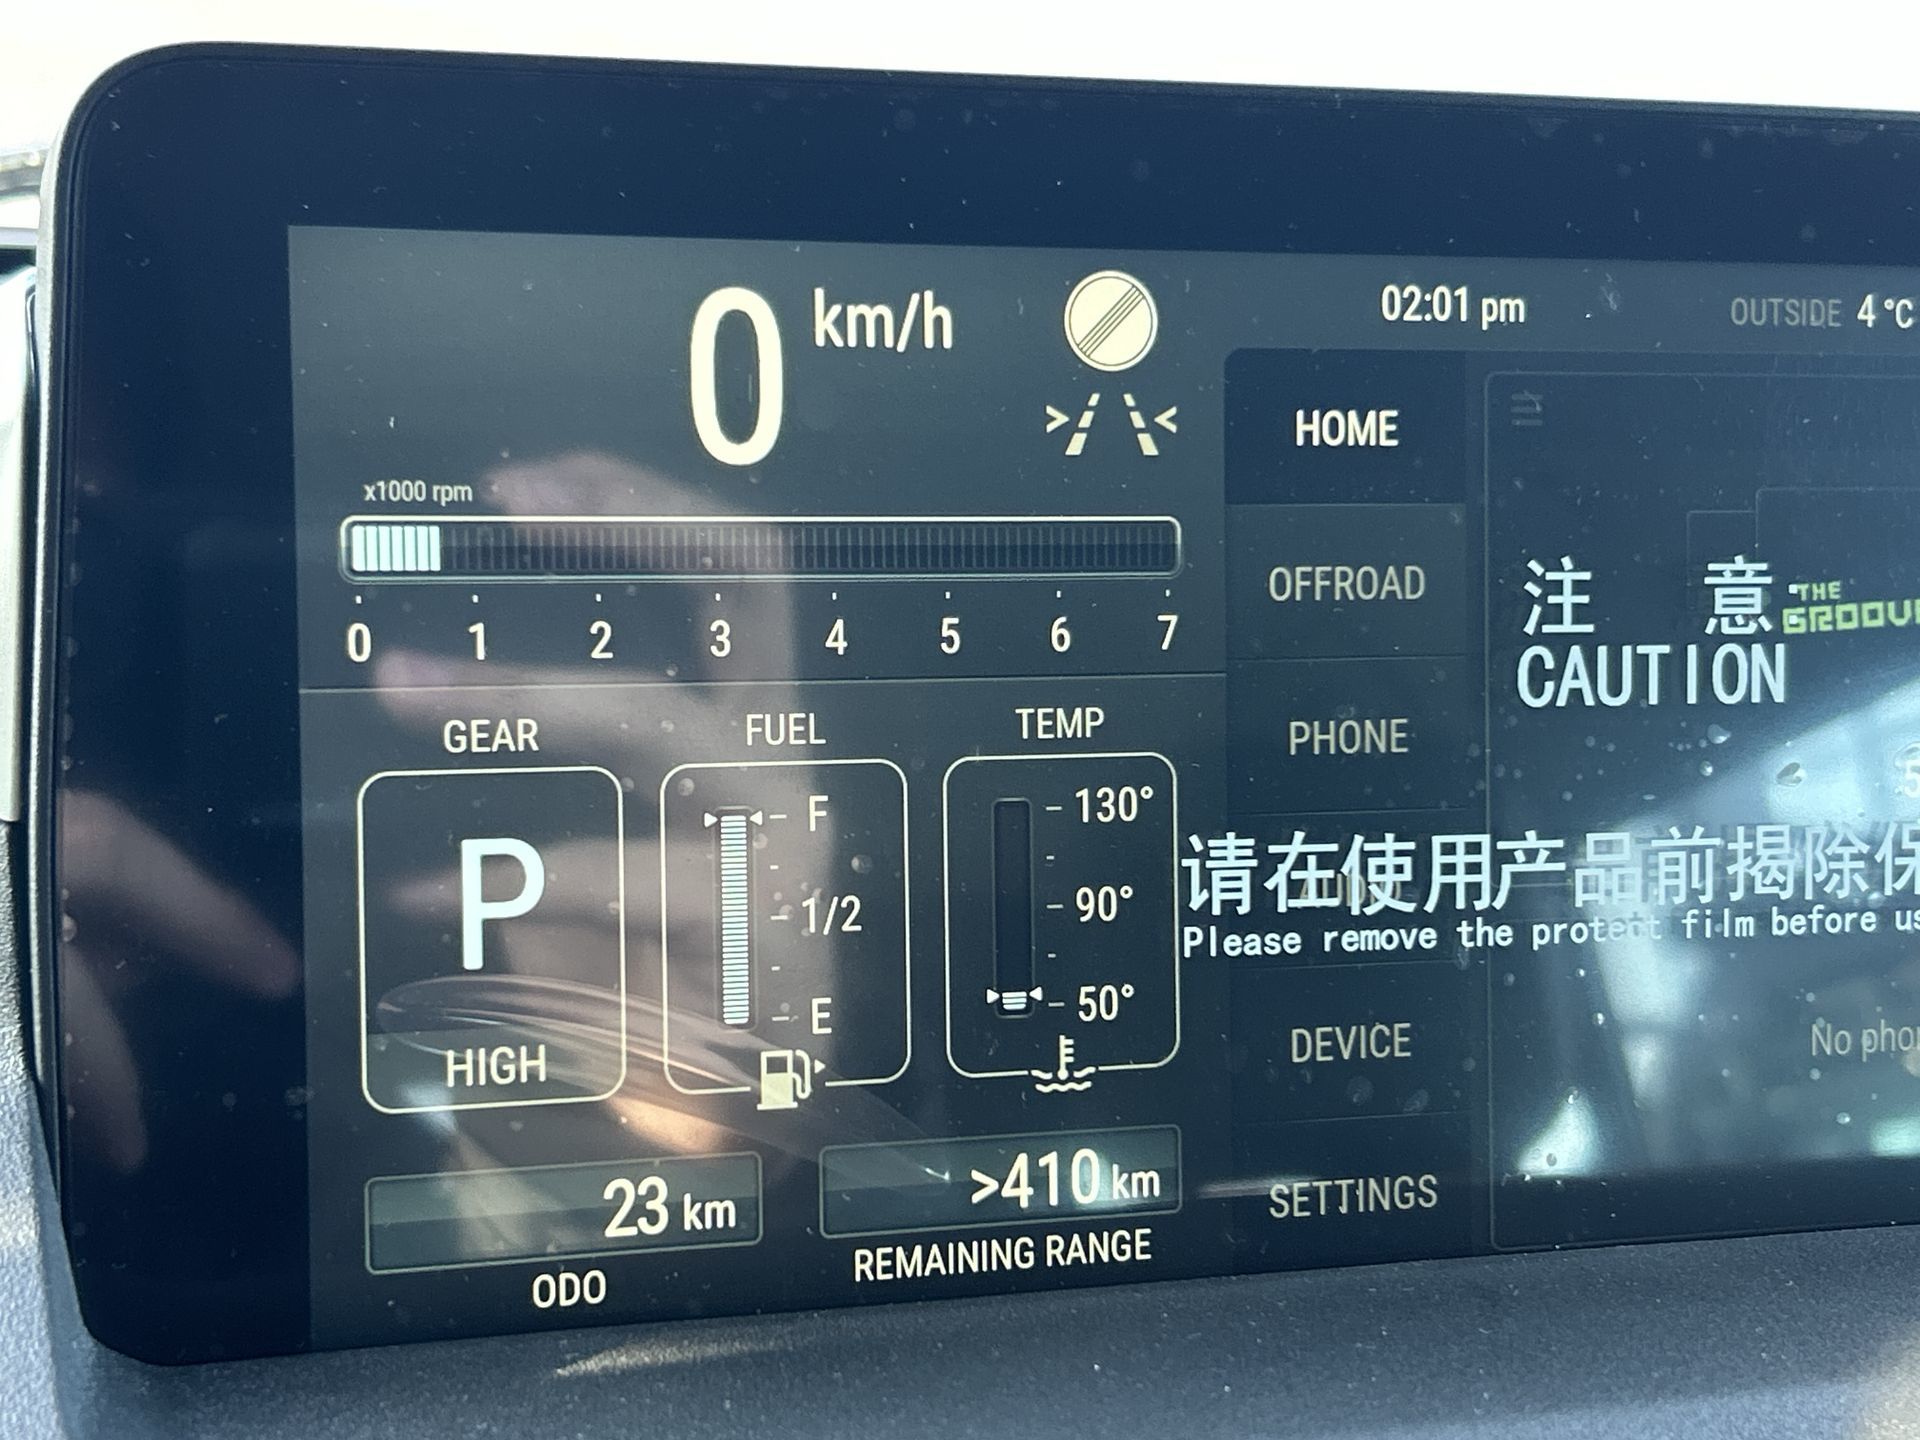 0 km/h
02:01 pm
OUTSIDE 4 °C
x1000 rpm
0 1 2 3 4 5 6 7
HOME
OFFROAD
PHONE
DEVICE
SETTINGS
注 意
CAUTION
THE
请在使用产品前揭除
Please remove the protect film before
GEAR
P
HIGH
FUEL
F
1/2
E
TEMP
130°
90°
50°
No
23 km
ODO
>410 km
REMAINING RANGE